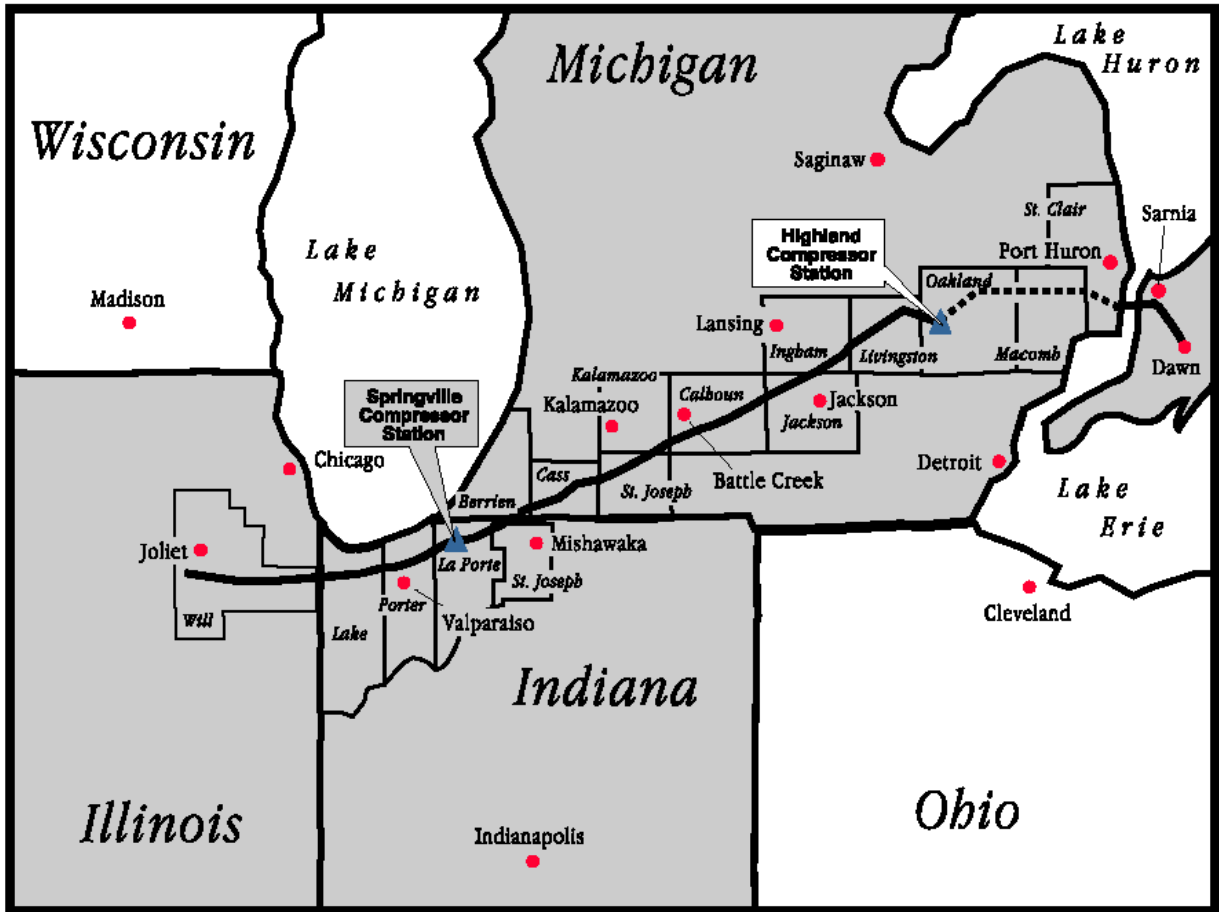 Lake
Huron
Michigan
Wisconsin
Saginaw
St. Clair
Sarnia
Highland
Compressor
Station
Port Huron
Lake
Michigan
Oakland
Madison
Lansing
Ingham
Livingston
Macomb
Dawn
Kalamazoo
Calhoun
Springville
Compressor
Station
Kalamazoo
Jackson
Jackson
Chicago
Cass
Detroit
Battle Creek
St. Joseph
Berrien
Lake
Erie
Joliet
Mishawaka
La Porte
St. Joseph
Porter
Cleveland
Will
Valparaiso
Lake
Indiana
Illinois
Ohio
Indianapolis